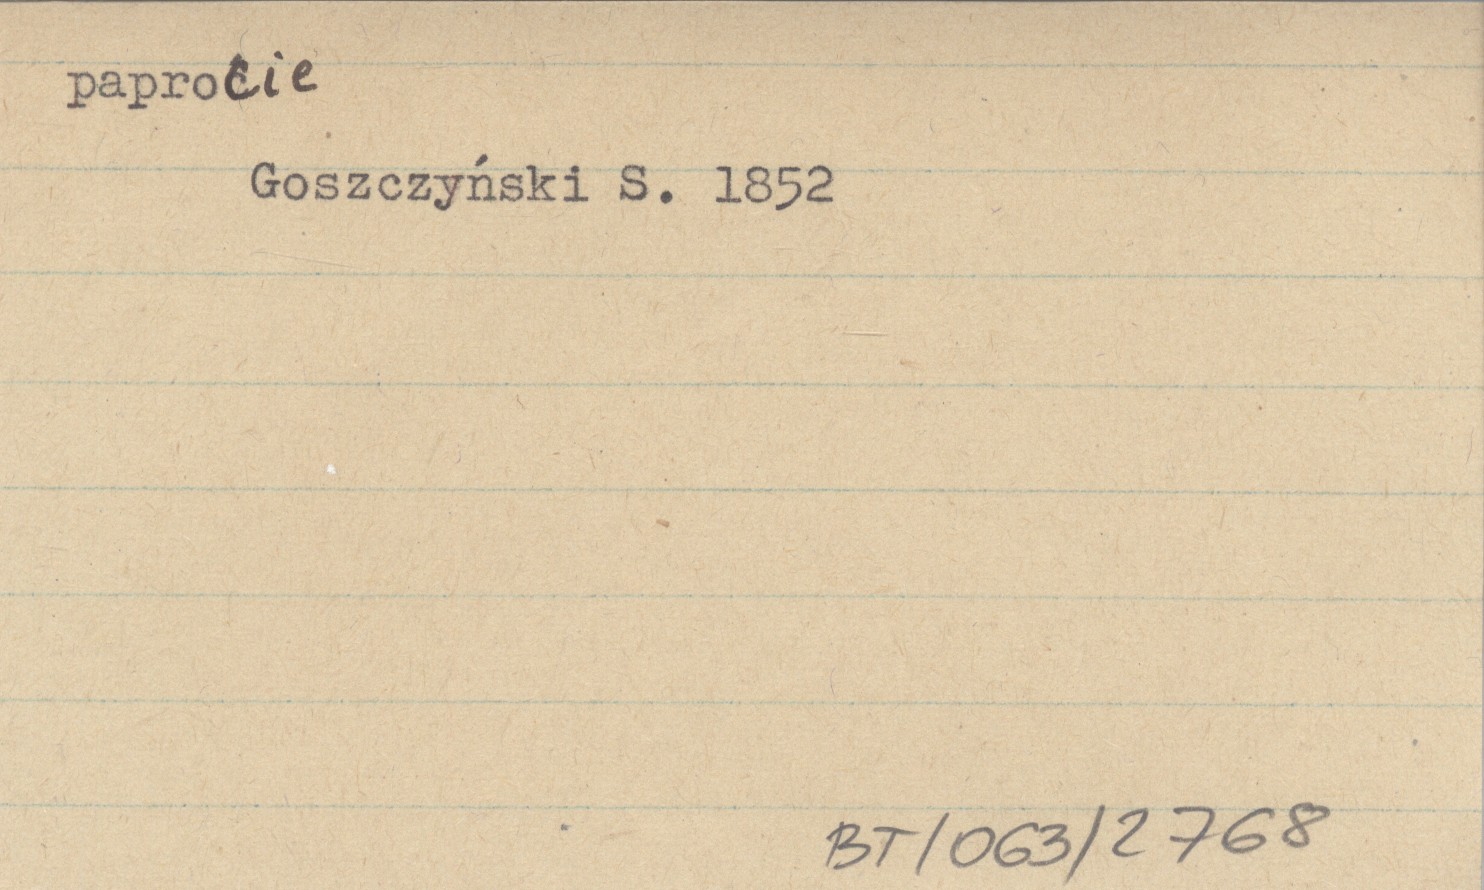 paprocie
Goszczyński S. 1852
BT/063/2768